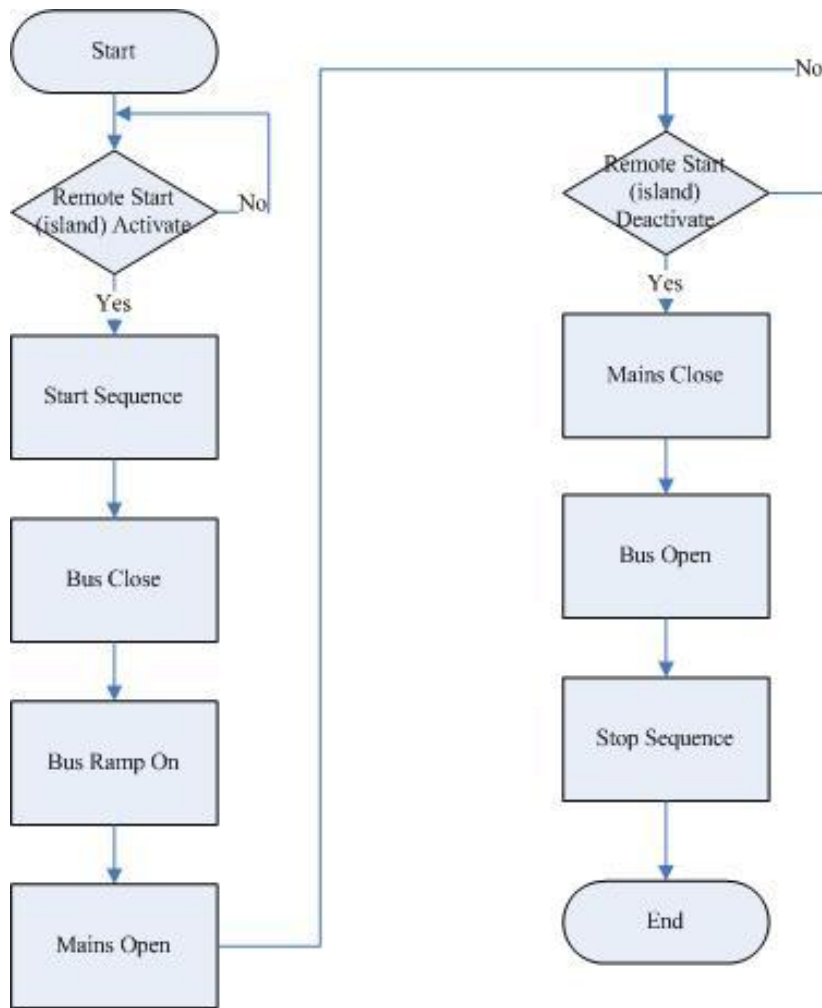 Start
Remote Start
(island) Activate
No
Yes
Start Sequence
Bus Close
Bus Ramp On
Mains Open
No
Remote Start
(island)
Deactivate
Yes
Mains Close
Bus Open
Stop Sequence
End